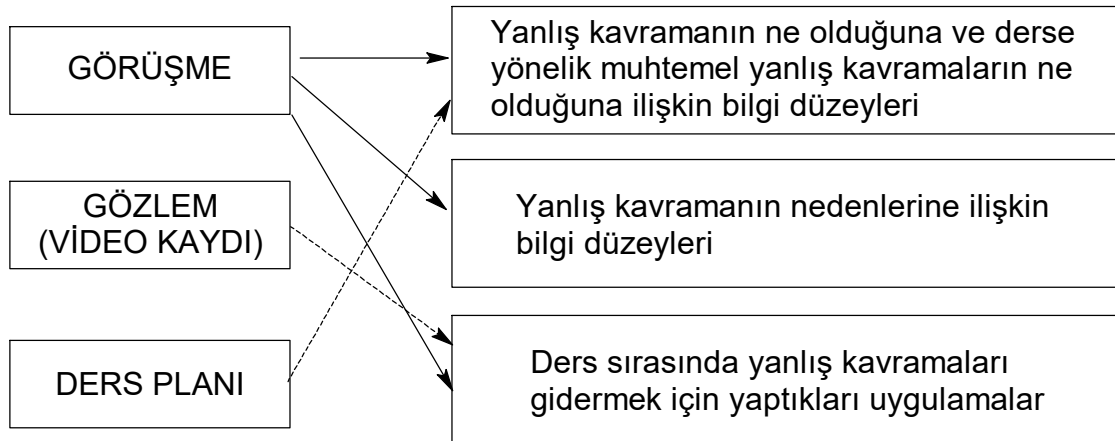 GÖRÜŞME
GÖZLEM
(VİDEO KAYDI)
DERS PLANI
Yanlış kavramanın ne olduğuna ve derse
yönelik muhtemel yanlış kavramaların ne
olduğuna ilişkin bilgi düzeyleri
Yanlış kavramanın nedenlerine ilişkin
bilgi düzeyleri
Ders sırasında yanlış kavramaları
gidermek için yaptıkları uygulamalar